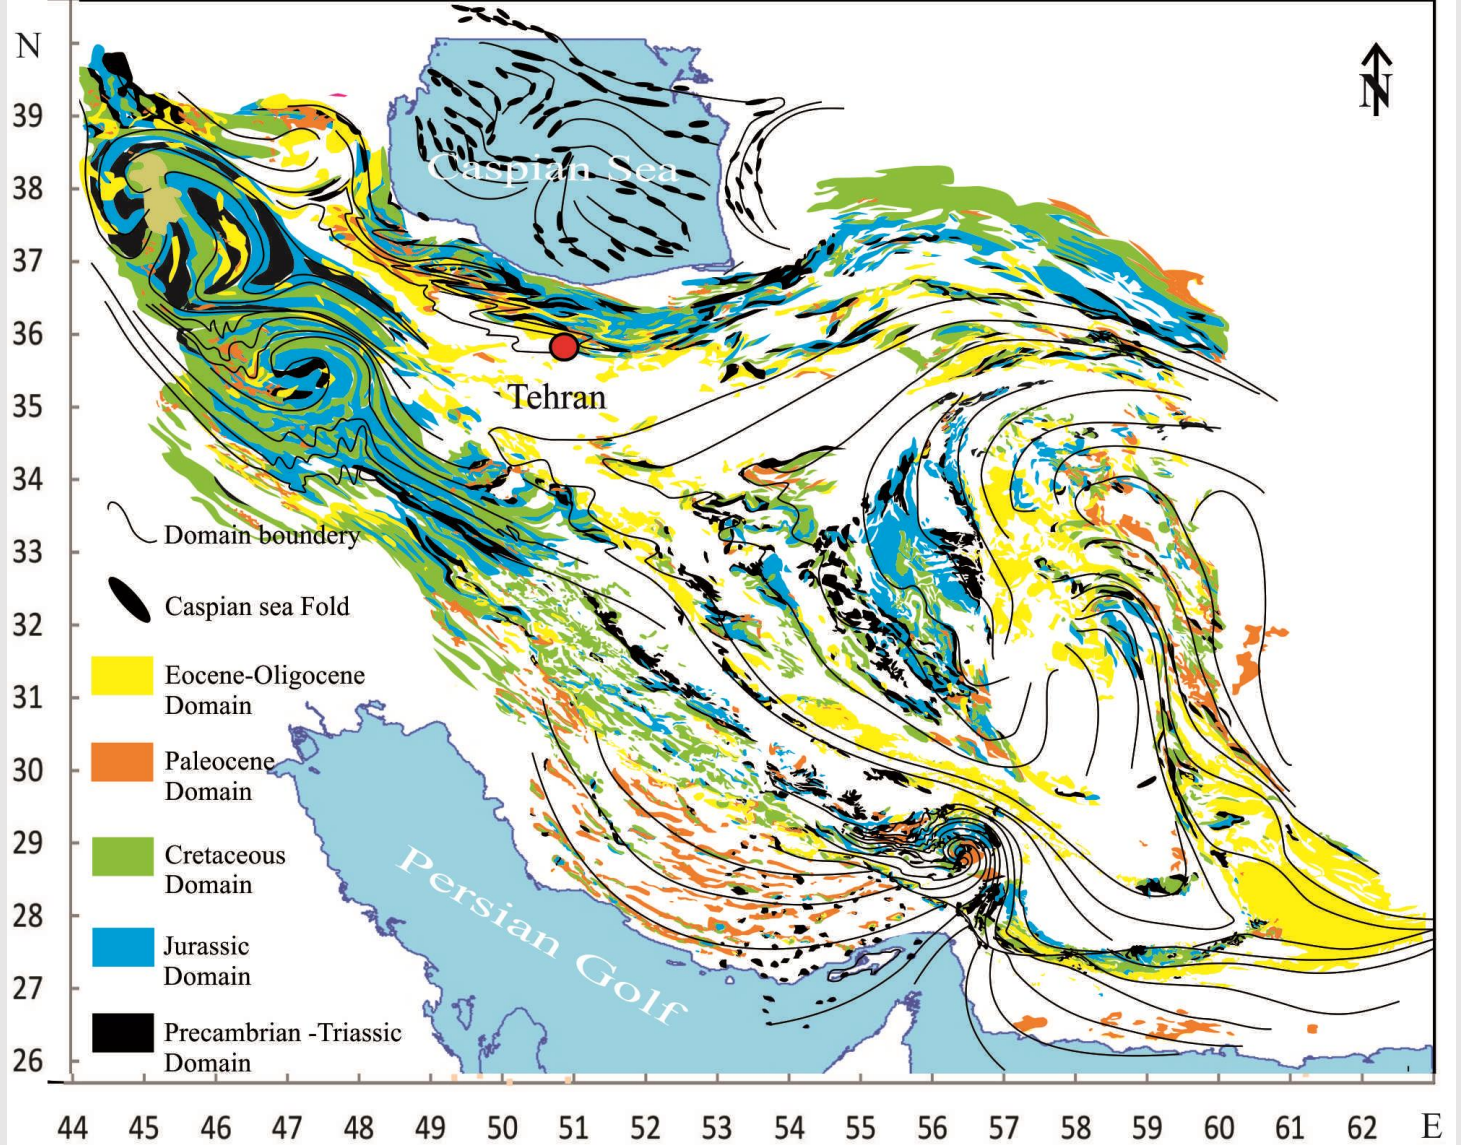 N
N
39
38
37
36
35
34
33
32
31
30
29
28
27
26
Caspian Sea
Tehran
Domain boundery
Caspian sea Fold
Eocene-Oligocene
Domain
Paleocene
Domain
Cretaceous
Domain
Jurassic
Domain
Precambrian -Triassic
Domain
Persian Golf
44 45 46 47 48 49 50 51 52 53 54 55 56 57 58 59 60 61 62 E